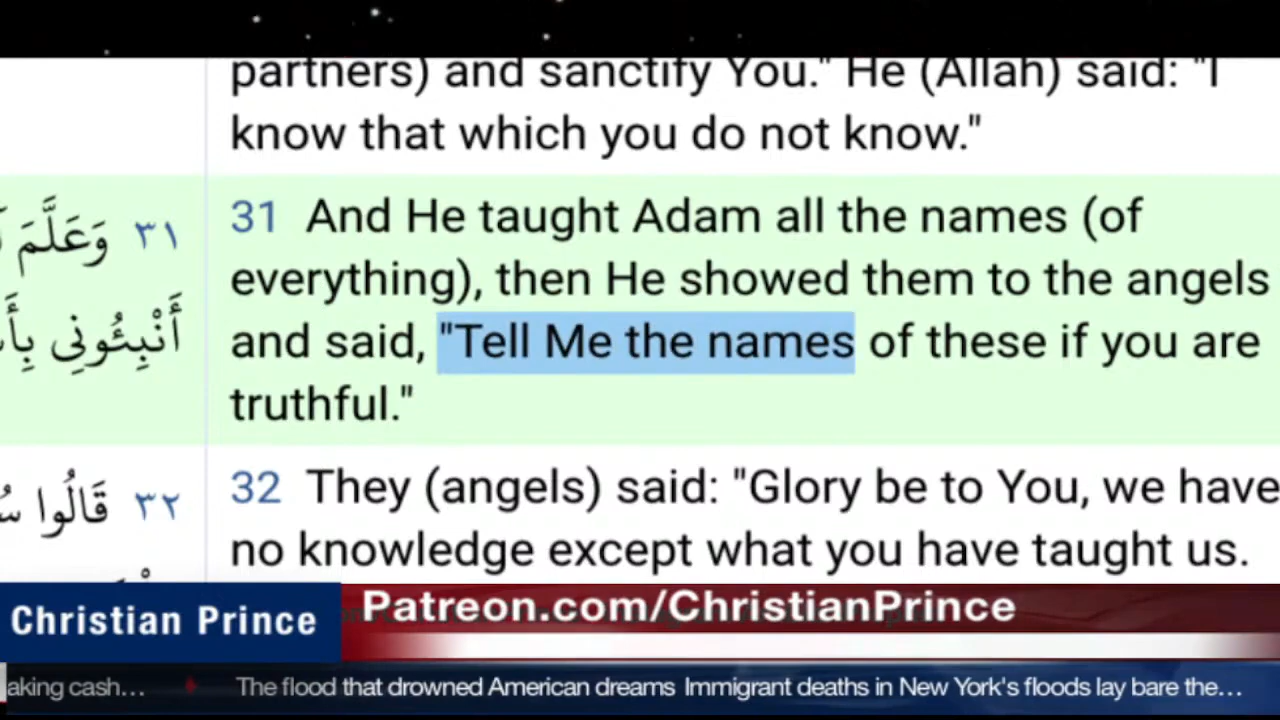 partners) and sanctify You." He (Allah) said: "I
know that which you do not know."
31 And He taught Adam all the names (of
everything), then He showed them to the angels
and said, "Tell Me the names of these if you are
truthful."
٣١ وَعَلَّمَ
أَنْبِئُونِى
32 They (angels) said: "Glory be to You, we have
no knowledge except what you have taught us.
٣٢ قَالُوا
Christian Prince
Patreon.com/ChristianPrince
aking cash… The flood that drowned American dreams Immigrant deaths in New York's floods lay bare the…